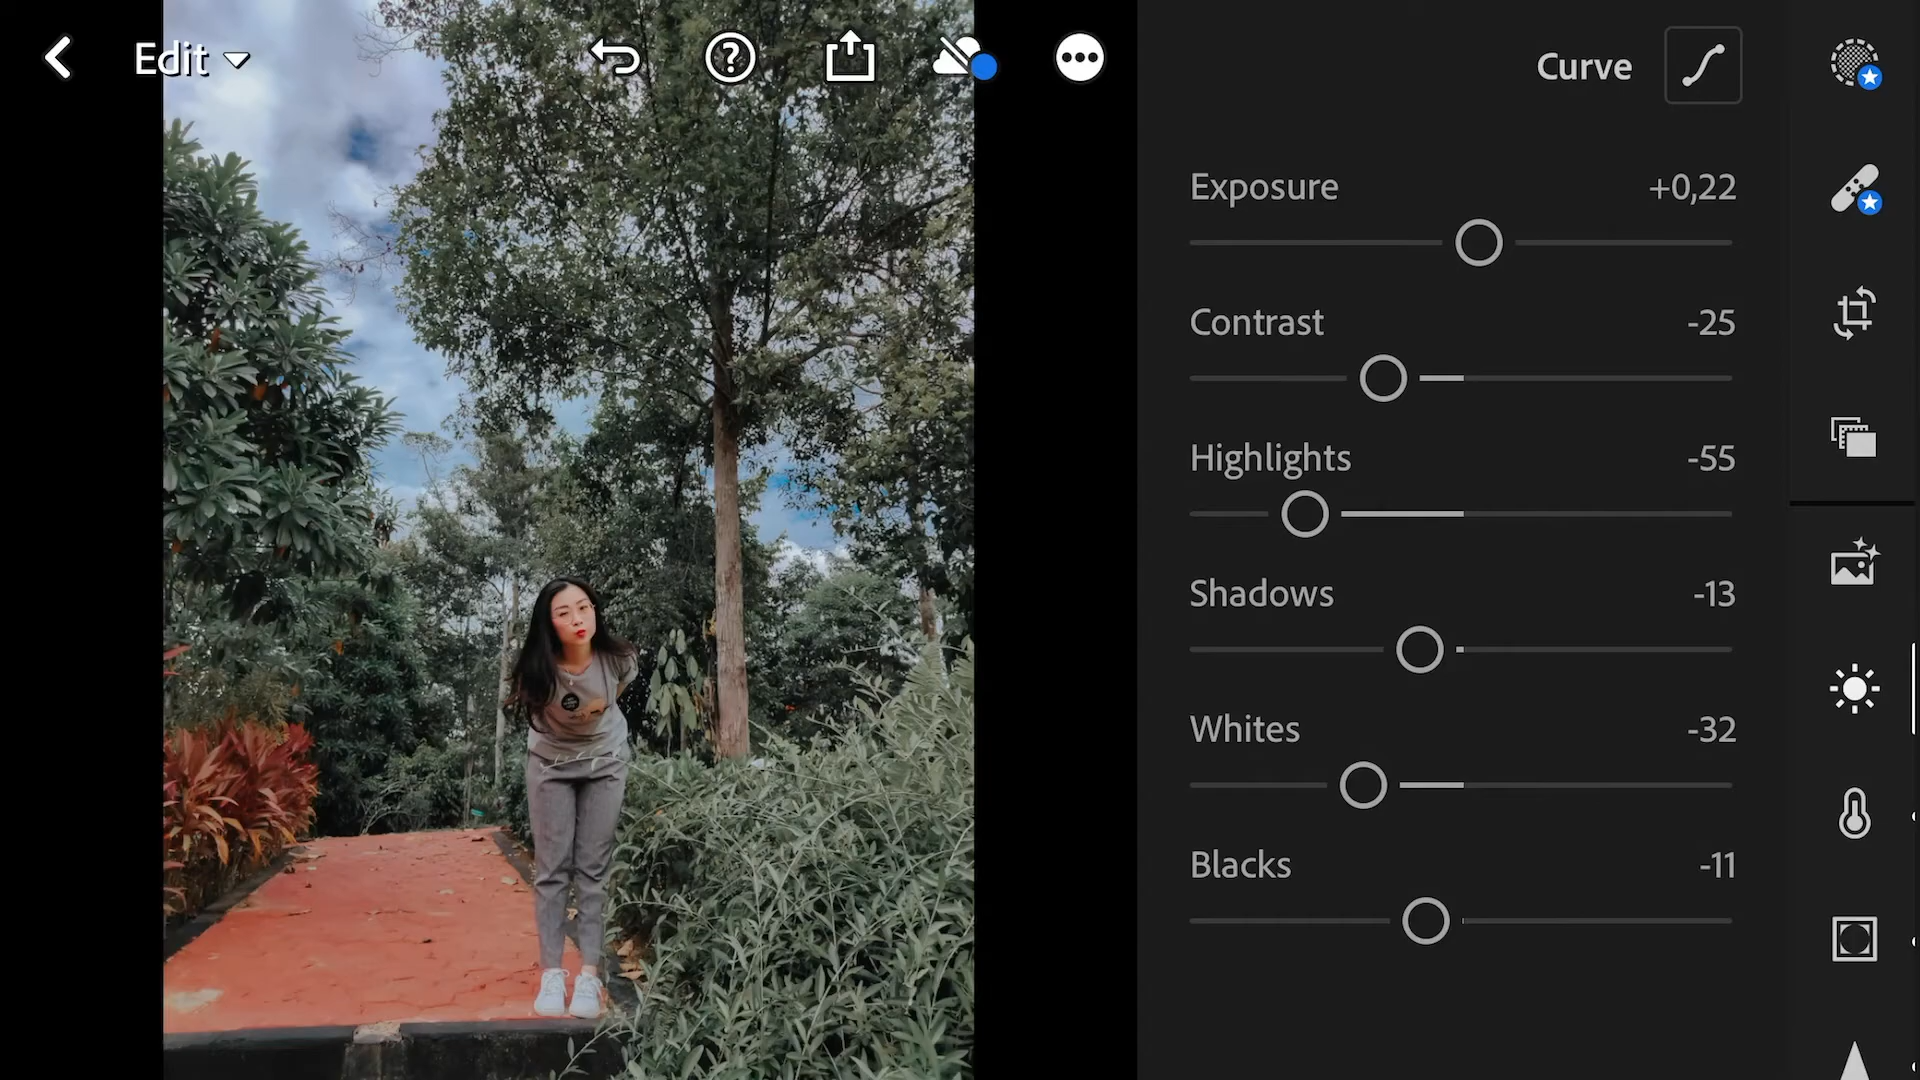 Edit
Curve
Exposure +0,22
Contrast -25
Highlights -55
Shadows -13
Whites -32
Blacks -11